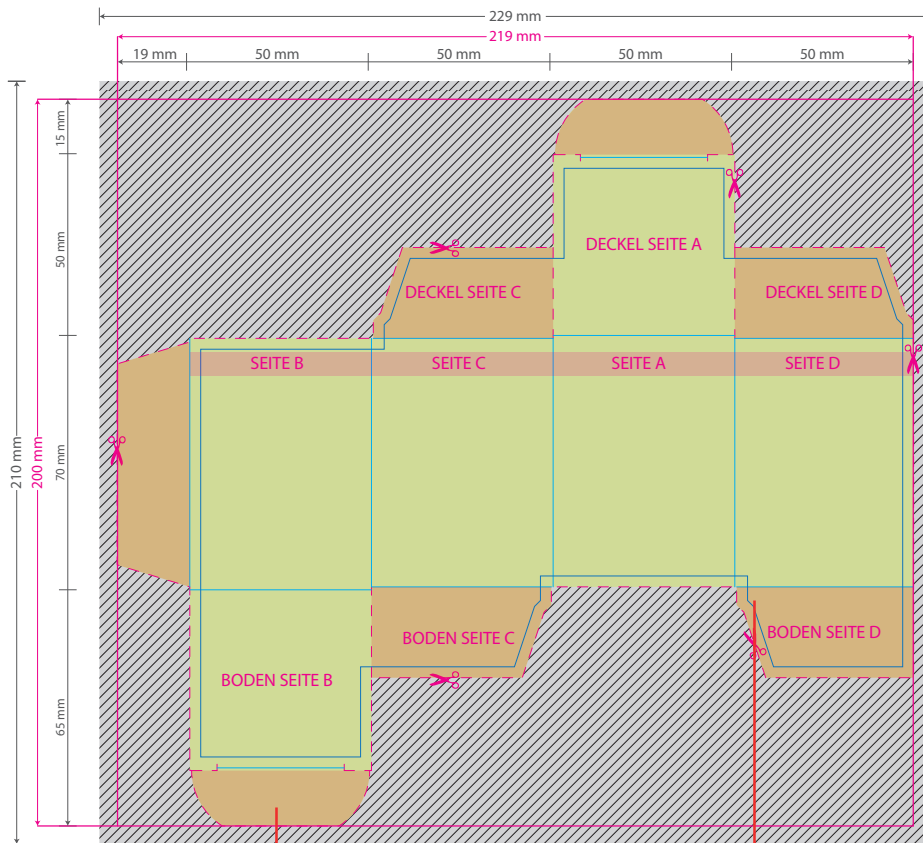 229 mm
219 mm
19 mm 50 mm 50 mm 50 mm 50 mm
15 mm
DECKEL SEITE A
50 mm
DECKEL SEITE C
DECKEL SEITE D
SEITE B SEITE C SEITE A SEITE D
210 mm
200 mm
70 mm
BODEN SEITE C
BODEN SEITE D
BODEN SEITE B
65 mm